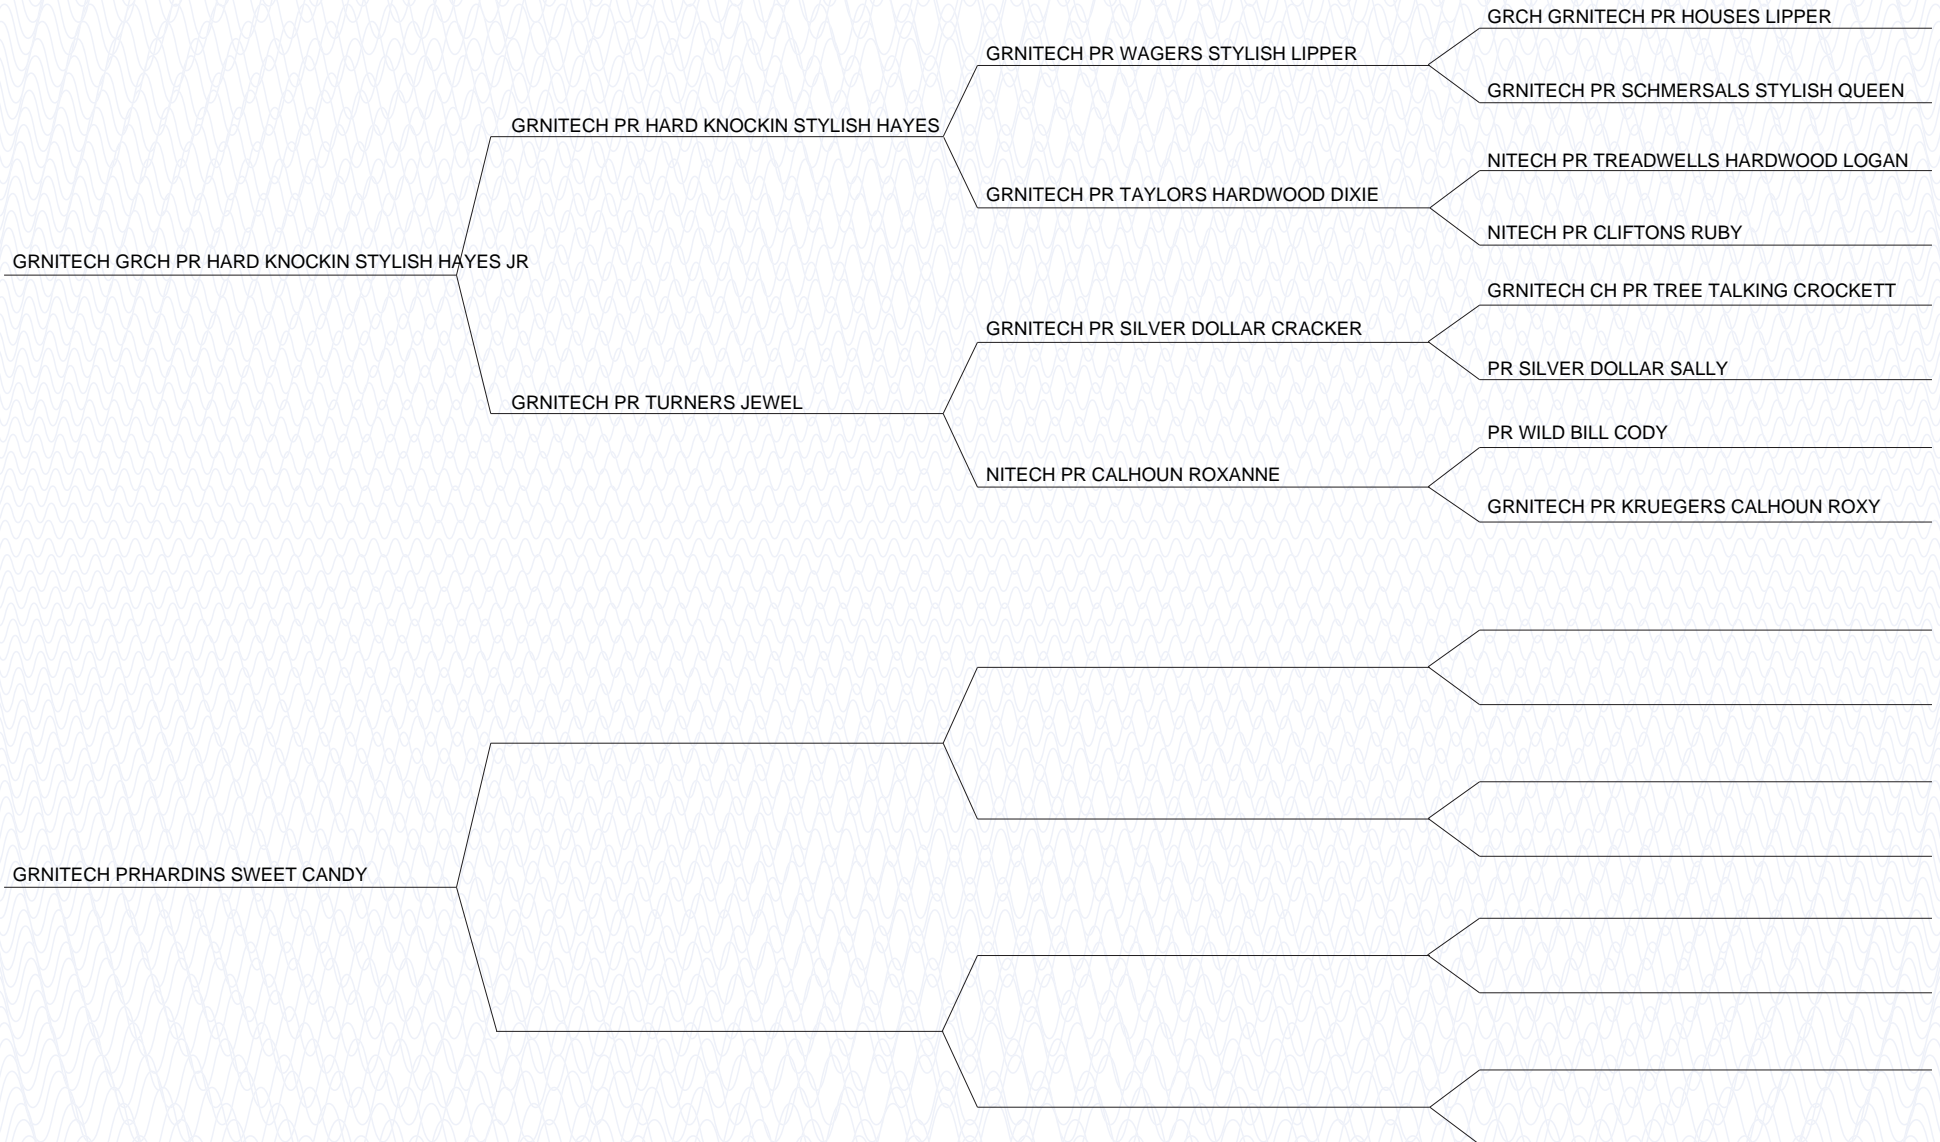 GRCH GRNITECH PR HOUSES LIPPER
GRNITECH PR WAGERS STYLISH LIPPER
GRNITECH PR SCHMERSALS STYLISH QUEEN
GRNITECH PR HARD KNOCKIN STYLISH HAYES
NITECH PR TREADWELLS HARDWOOD LOGAN
GRNITECH PR TAYLORS HARDWOOD DIXIE
NITECH PR CLIFTONS RUBY
GRNITECH GRCH PR HARD KNOCKIN STYLISH HAYES JR
GRNITECH CH PR TREE TALKING CROCKETT
GRNITECH PR SILVER DOLLAR CRACKER
PR SILVER DOLLAR SALLY
GRNITECH PR TURNERS JEWEL
PR WILD BILL CODY
NITECH PR CALHOUN ROXANNE
GRNITECH PR KRUEGERS CALHOUN ROXY
GRNITECH PRHARDINS SWEET CANDY